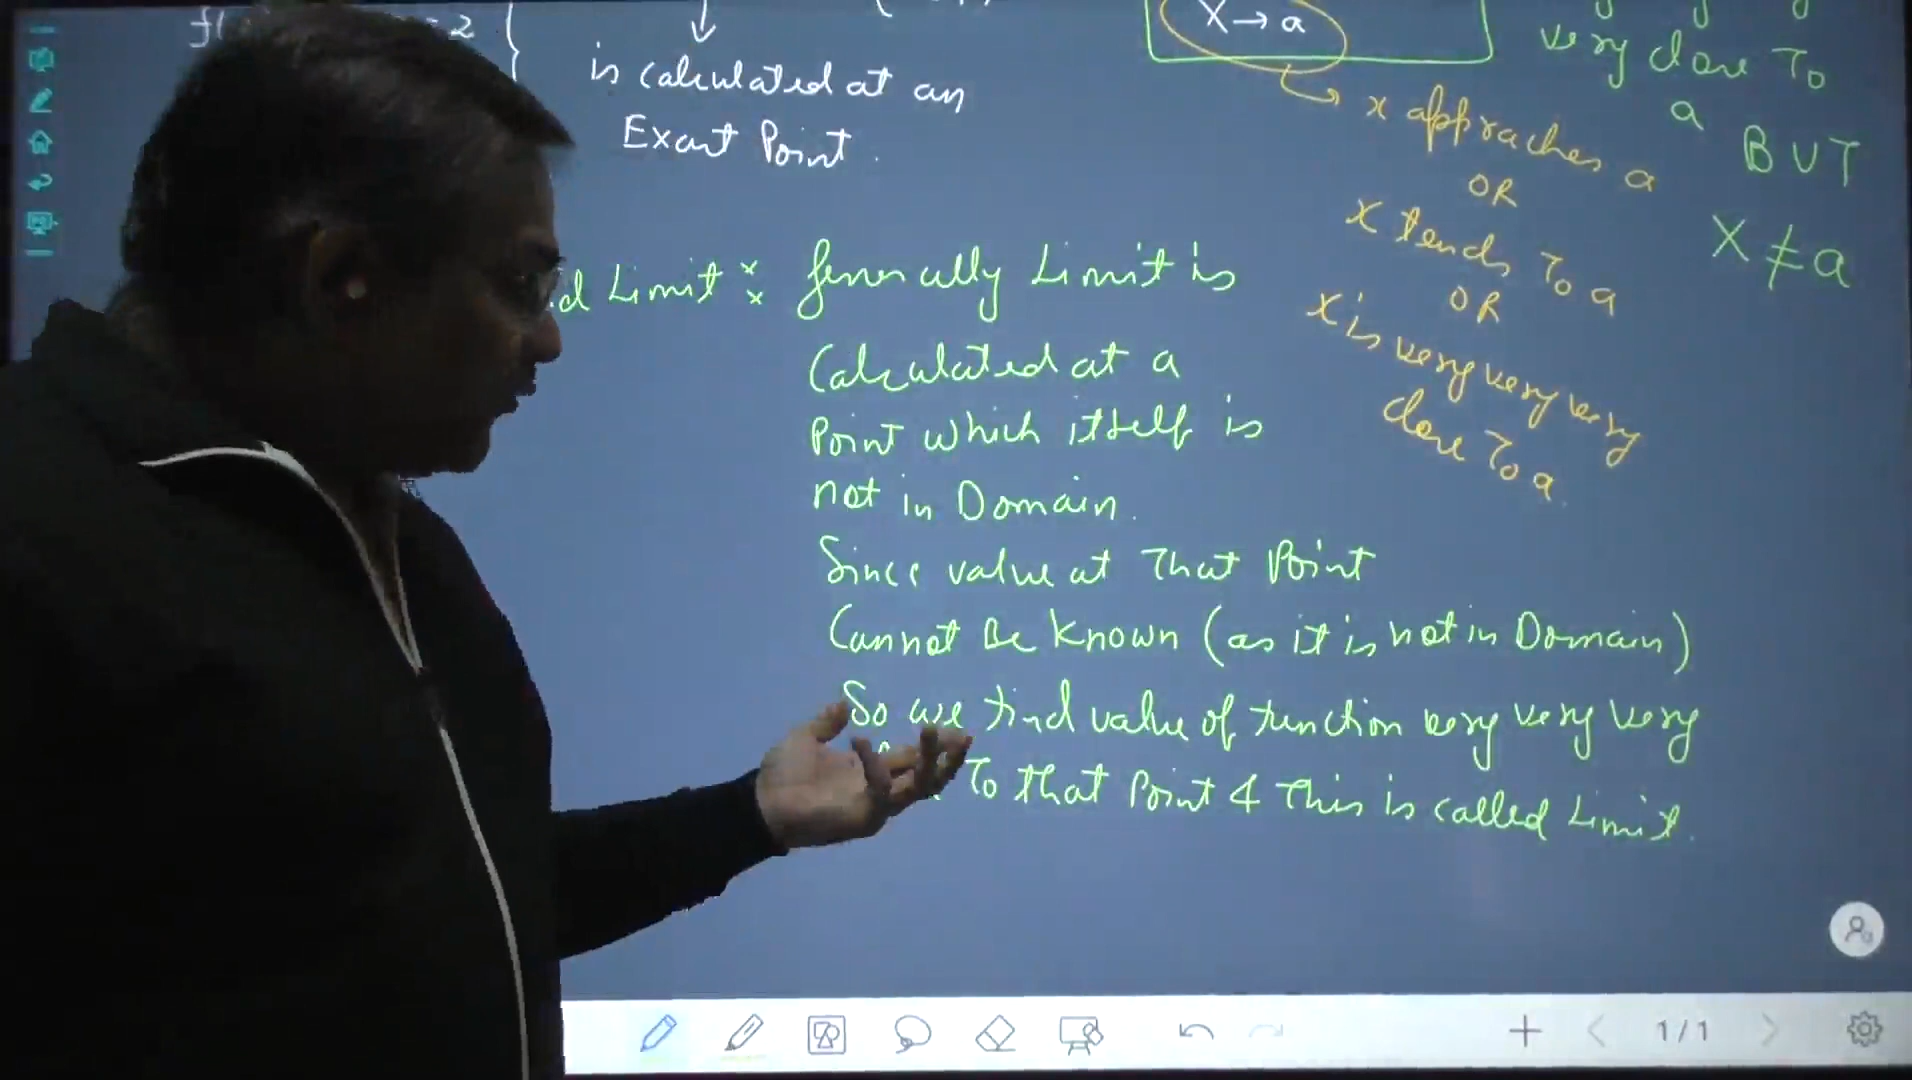 = 2
is calculated at an
Exact Point.
X → a
very close To
a BUT
X ≠ a
x appraches a
OR
x tends To a
OR
x is very very very
close To a.
Limit : Generally Limit is
Calculated at a
Point which itself is
not in Domain.
Since value at That Point
Cannot Be Known (as it is not in Domain)
So we find value of function very very very
To that Point & This is called Limit.
1/1